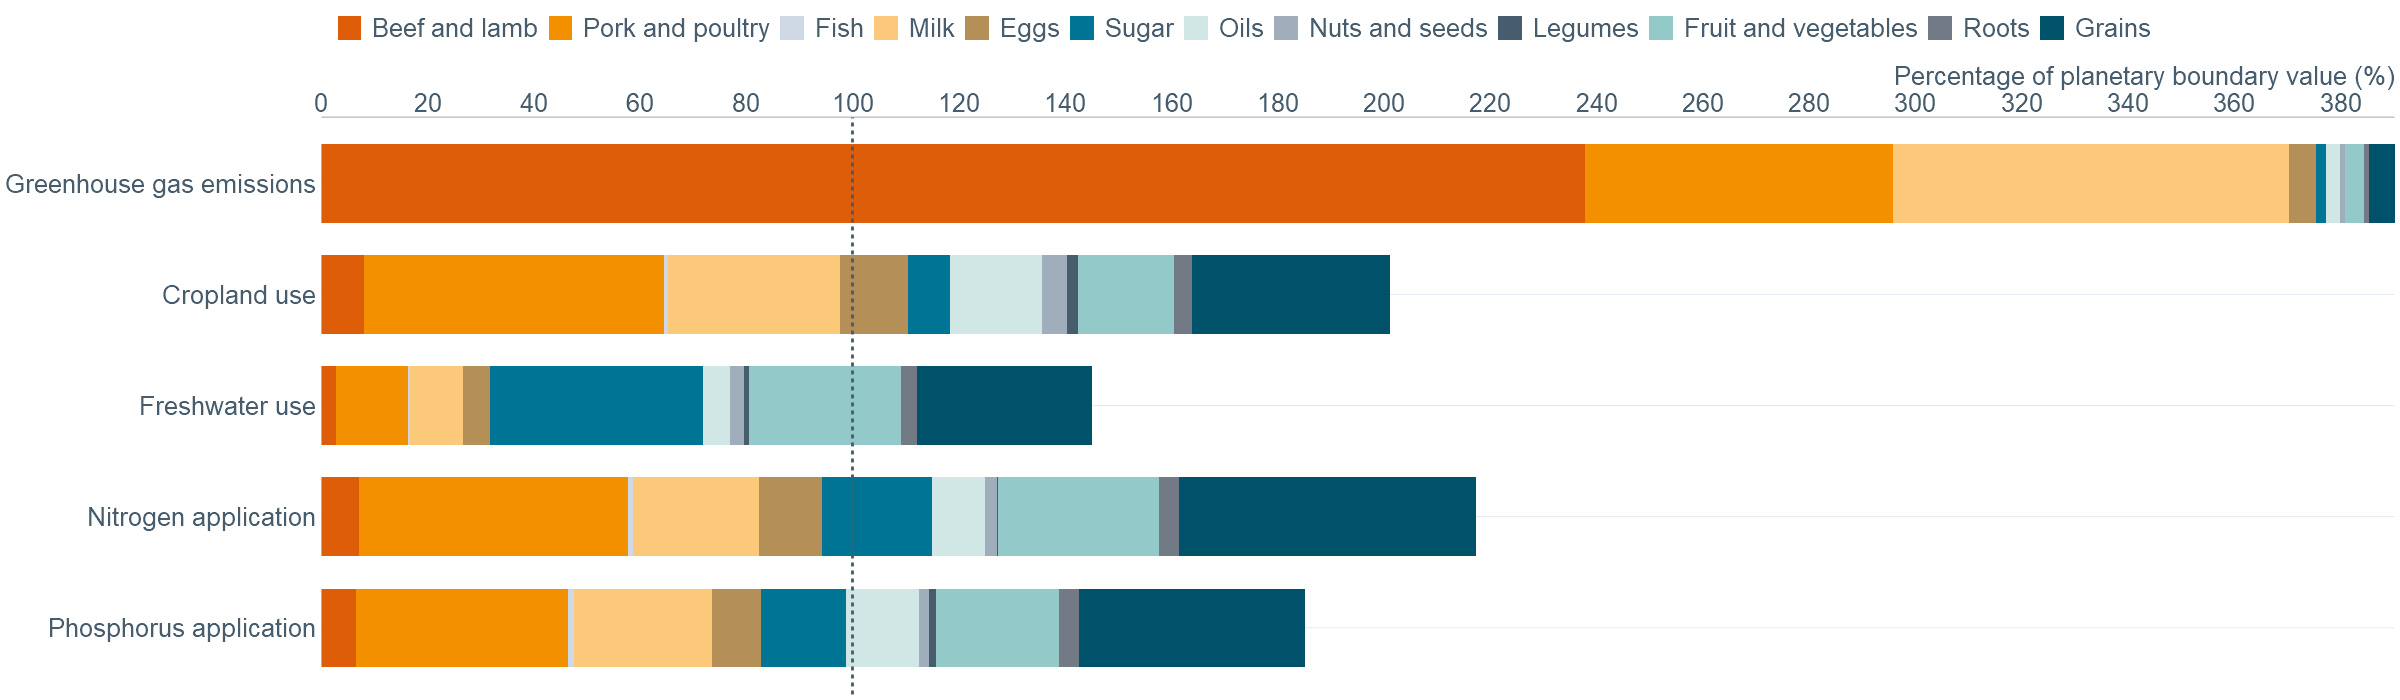 Beef and lamb Pork and poultry Fish Milk Eggs Sugar Oils Nuts and seeds Legumes Fruit and vegetables Roots Grains
Percentage of planetary boundary value (%)
0 20 40 60 80 100 120 140 160 180 200 220 240 260 280 300 320 340 360 380
Greenhouse gas emissions
Cropland use
Freshwater use
Nitrogen application
Phosphorus application